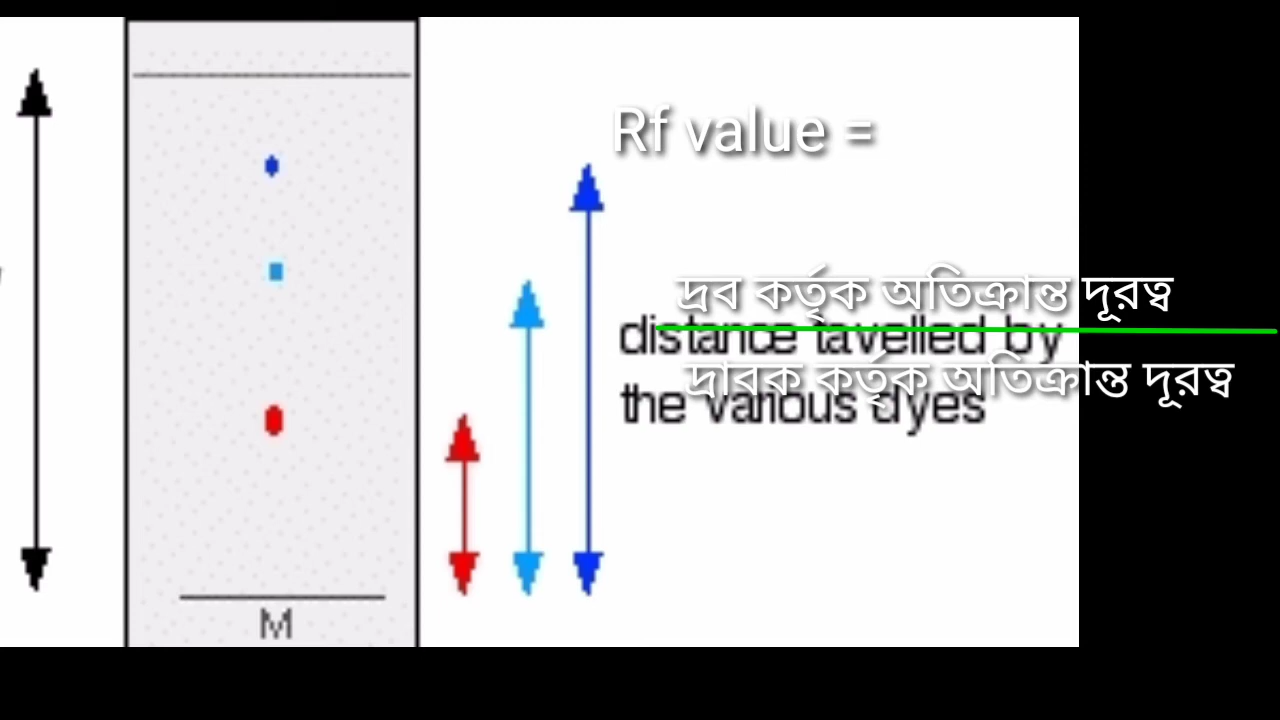 Rf value =
দ্রব কর্তৃক অতিক্রান্ত দূরত্ব
distance tavelled by
দ্রাবক কর্তৃক অতিক্রান্ত দূরত্ব
the various dyes
M